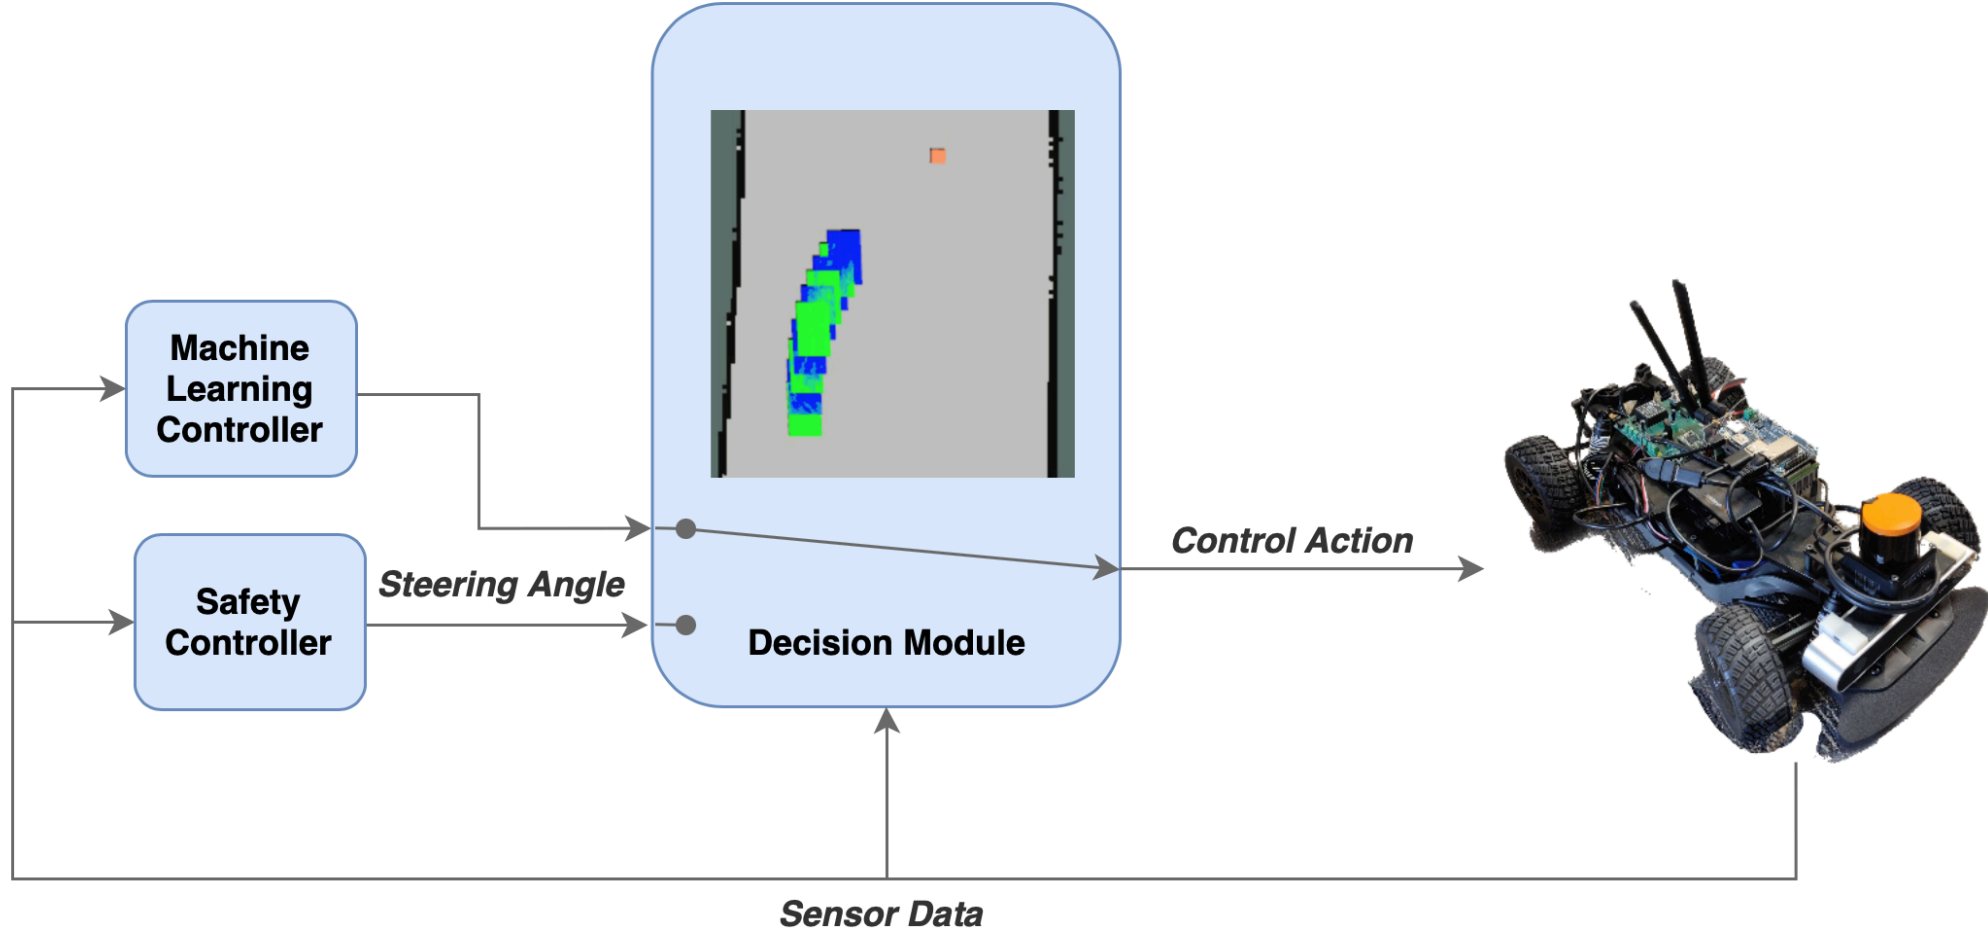 Machine
Learning
Controller
Safety
Controller
Steering Angle
Decision Module
Control Action
Sensor Data